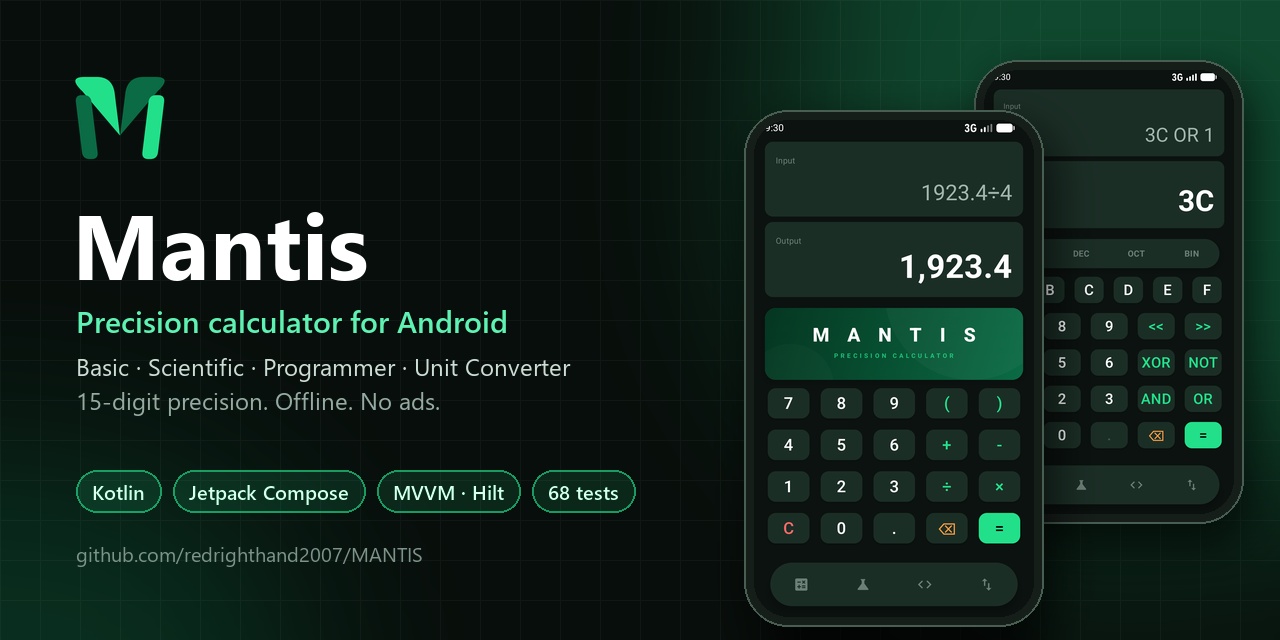 Mantis
Precision calculator for Android
Basic · Scientific · Programmer · Unit Converter
15-digit precision. Offline. No ads.
Kotlin
Jetpack Compose
MVVM · Hilt
68 tests
github.com/redrighthand2007/MANTIS
9:30 3G
Input
1923.4÷4
Output
1,923.4
MANTIS
PRECISION CALCULATOR
7 8 9 ( )
4 5 6 + -
1 2 3 ÷ ×
C 0 . ⌫ =
:30 3G
Input
3C OR 1
3C
DEC OCT BIN
B C D E F
8 9 << >>
5 6 XOR NOT
2 3 AND OR
0 . ⌫ =